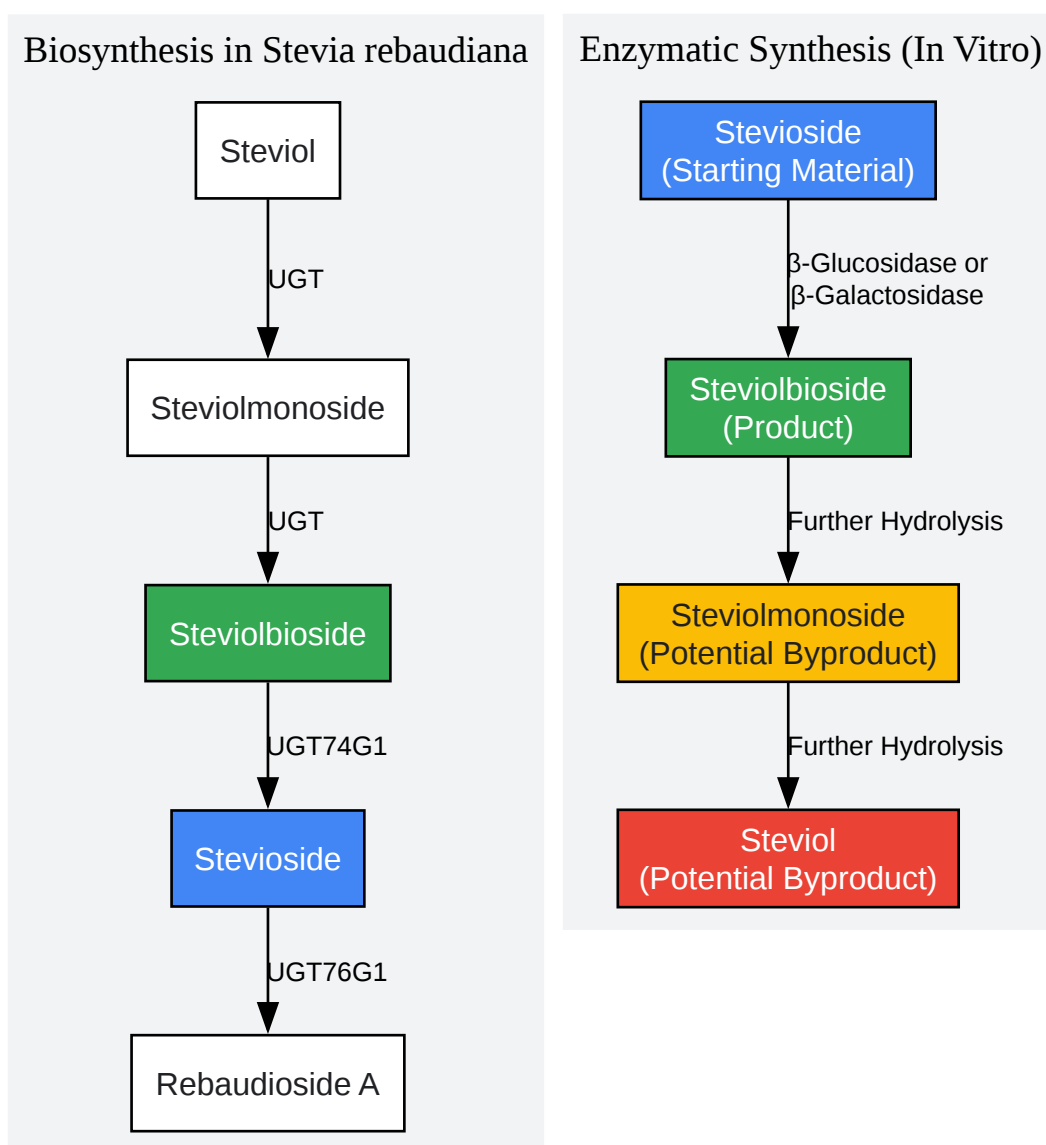 Biosynthesis in Stevia rebaudiana
Steviol
UGT
Steviolmonoside
UGT
Steviolbioside
UGT74G1
Stevioside
UGT76G1
Rebaudioside A
Enzymatic Synthesis (In Vitro)
Stevioside
(Starting Material)
β-Glucosidase or
β-Galactosidase
Steviolbioside
(Product)
Further Hydrolysis
Steviolmonoside
(Potential Byproduct)
Further Hydrolysis
Steviol
(Potential Byproduct)